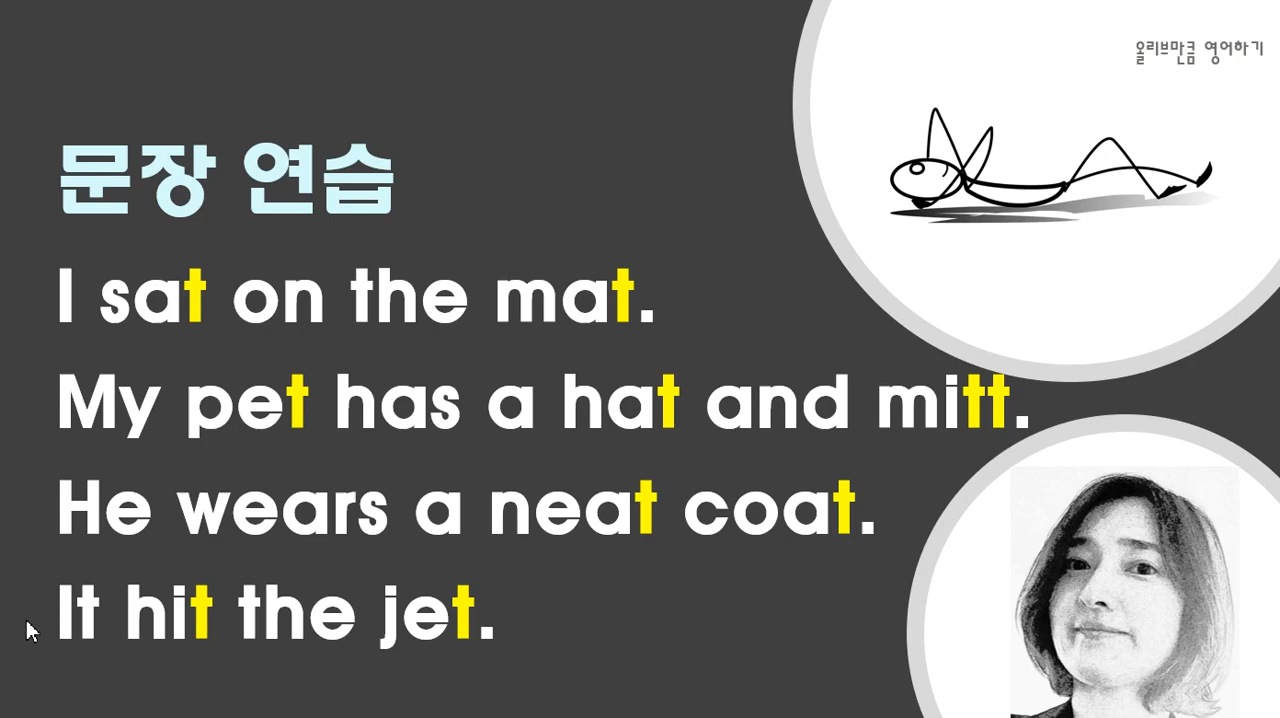 올리브만큼 영어하기
문장 연습
I sat on the mat.
My pet has a hat and mitt.
He wears a neat coat.
It hit the jet.